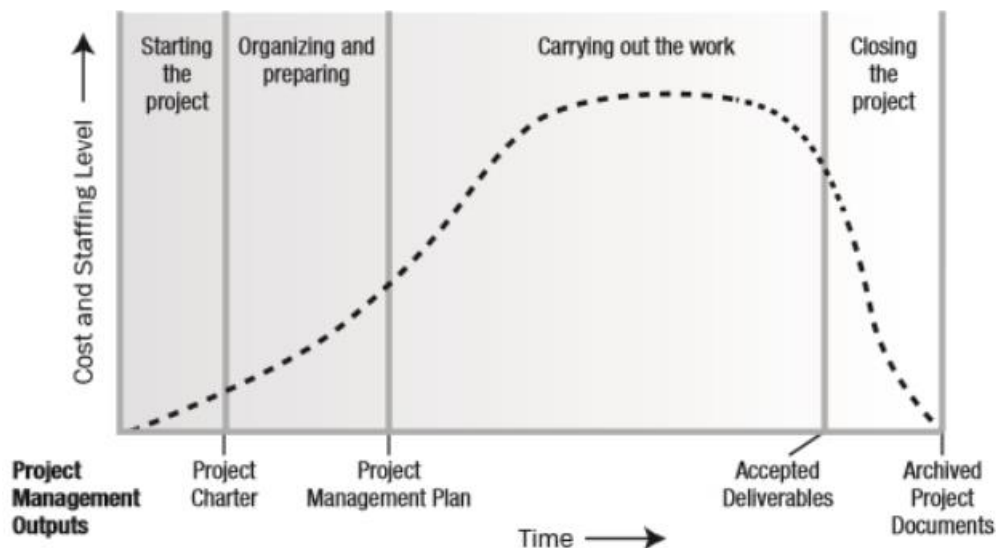 Starting
the
project
Organizing and
preparing
Carrying out the work
Closing
the
project
Cost and Staffing Level
Project
Management
Outputs
Project
Charter
Project
Management Plan
Accepted
Deliverables
Archived
Project
Documents
Time